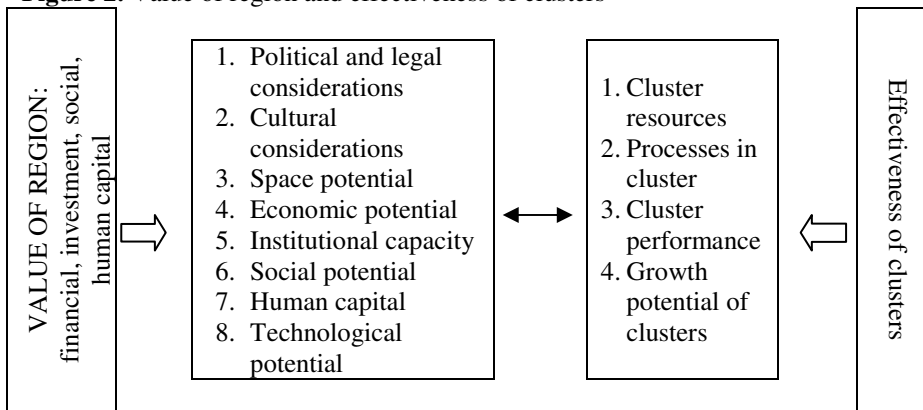 Figure 2. Value of region and effectiveness of clusters
VALUE OF REGION:
financial, investment, social,
human capital
1. Political and legal
considerations
2. Cultural
considerations
3. Space potential
4. Economic potential
5. Institutional capacity
6. Social potential
7. Human capital
8. Technological
potential
1. Cluster
resources
2. Processes in
cluster
3. Cluster
performance
4. Growth
potential of
clusters
Effectiveness of clusters